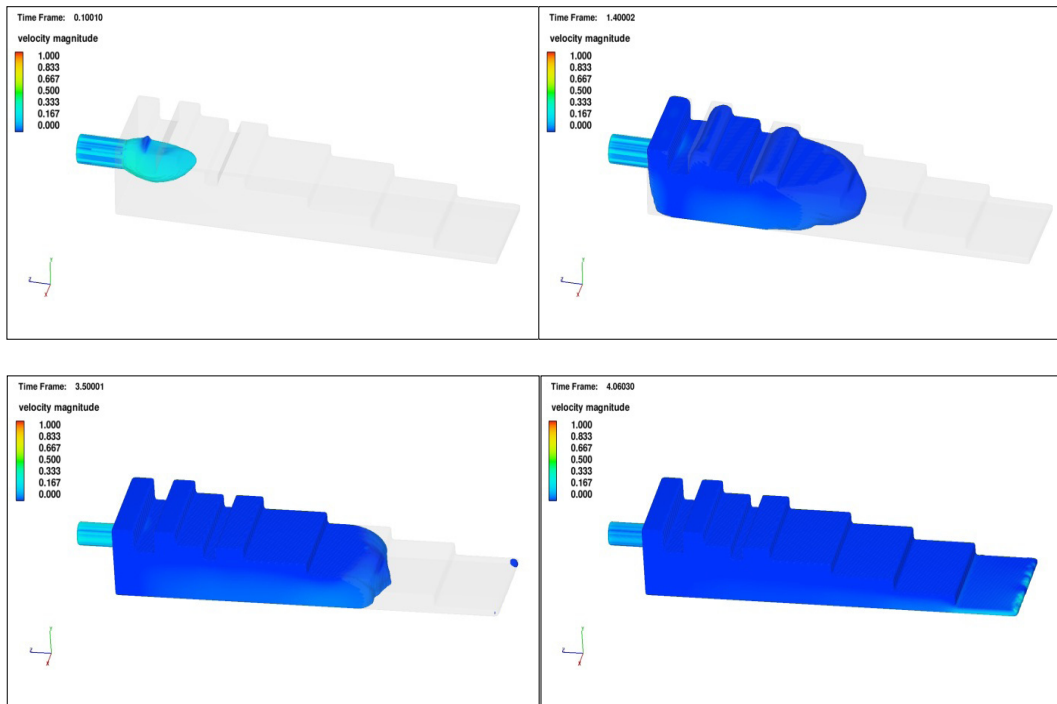 Time Frame: 0.10010
velocity magnitude
1.000
0.833
0.667
0.500
0.333
0.167
0.000
y
z
x
Time Frame: 1.40002
velocity magnitude
1.000
0.833
0.667
0.500
0.333
0.167
0.000
y
z
x
Time Frame: 3.50001
velocity magnitude
1.000
0.833
0.667
0.500
0.333
0.167
0.000
y
z
x
Time Frame: 4.06030
velocity magnitude
1.000
0.833
0.667
0.500
0.333
0.167
0.000
y
z
x